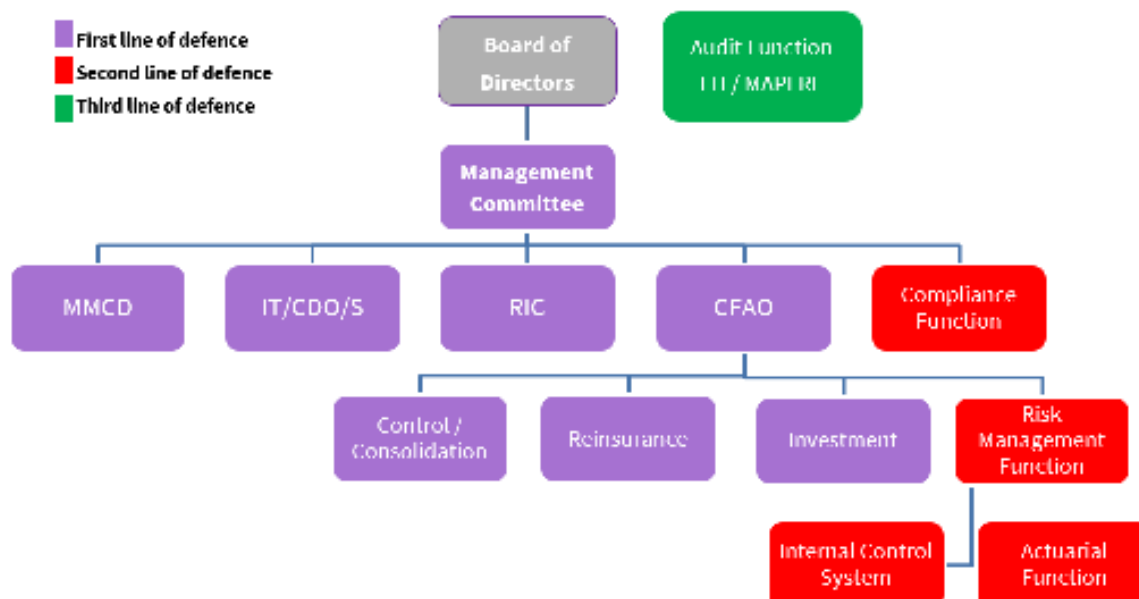 First line of defence
Second line of defence
Third line of defence
Board of
Directors
Audit Function
/ MAPFRE
Management
Committee
MMCD
IT/CDO/S
RIC
CFAO
Compliance
Function
Control /
Consolidation
Reinsurance
Investment
Risk
Management
Function
Internal Control
System
Actuarial
Function